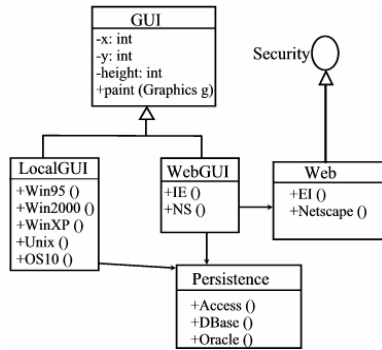 GUI
-x: int
-y: int
-height: int
+paint (Graphics g)
Security
LocalGUI
+Win95 ()
+Win2000 ()
+WinXP ()
+Unix ()
+OS10 ()
WebGUI
+IE ()
+NS ()
Web
+EI ()
+Netscape ()
Persistence
+Access ()
+DBase ()
+Oracle ()